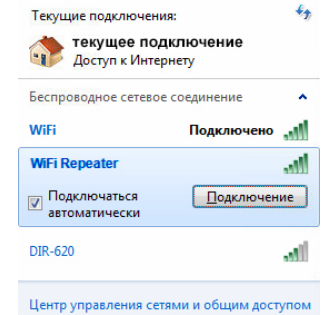 Текущие подключения:
текущее подключение
Доступ к Интернету
Беспроводное сетевое соединение
WiFi Подключено
WiFi Repeater
Подключаться
автоматически
Подключение
DIR-620
Центр управления сетями и общим доступом